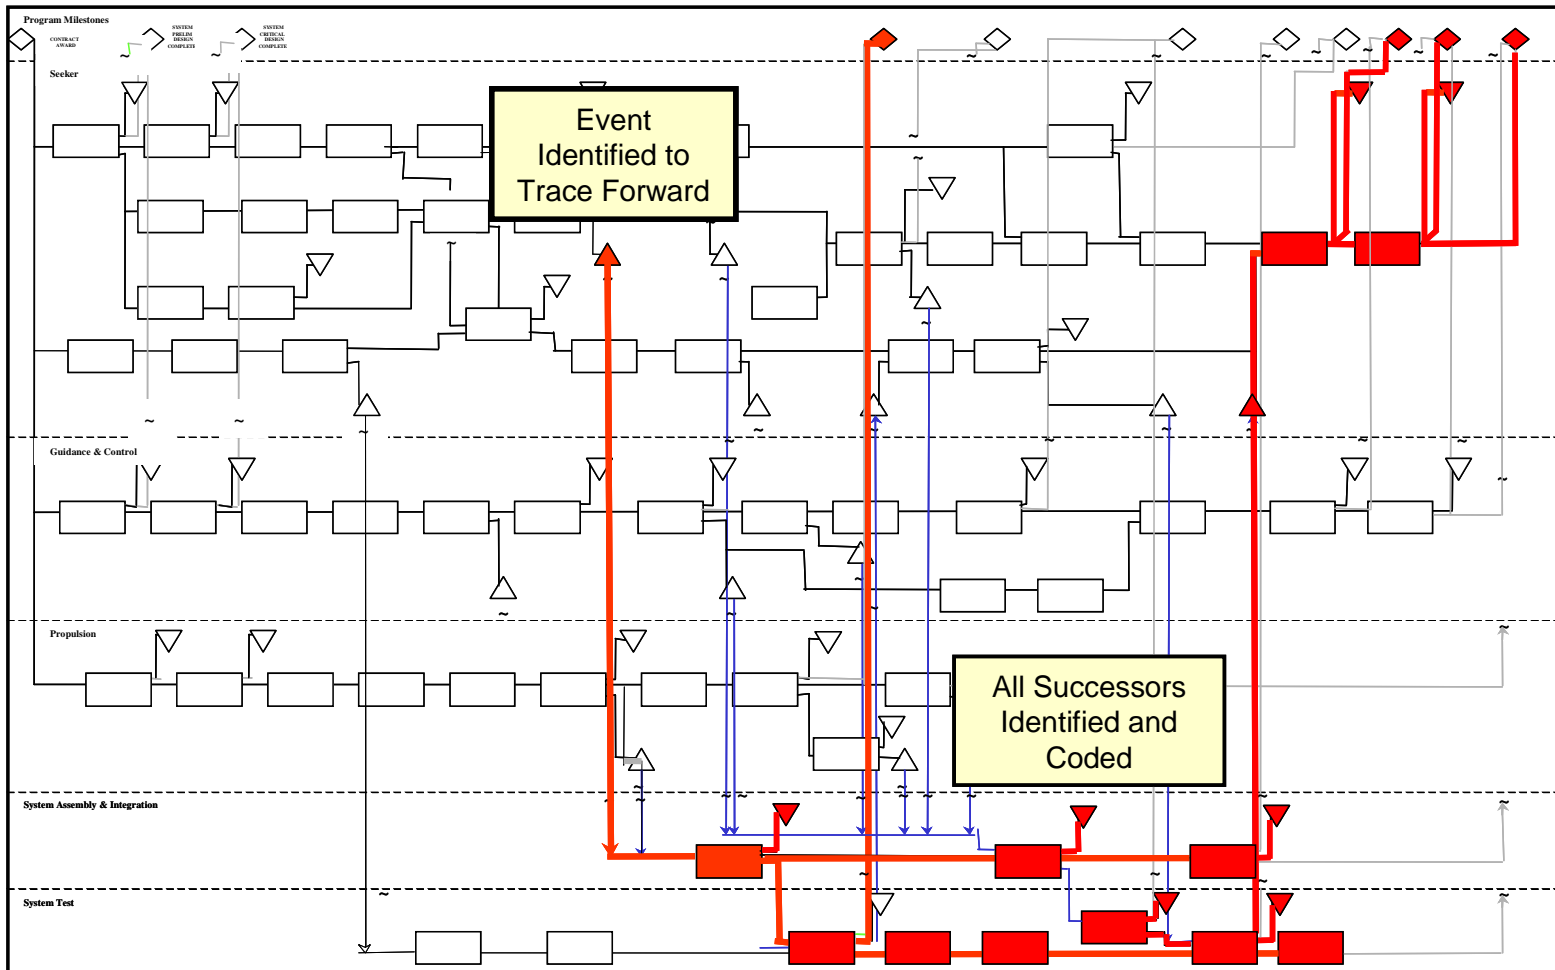 Program Milestones
CONTRACT
AWARD
SYSTEM
PRELIM
DESIGN
COMPLETE
SYSTEM
CRITICAL
DESIGN
COMPLETE
Seeker
Event
Identified to
Trace Forward
Guidance & Control
Propulsion
All Successors
Identified and
Coded
System Assembly & Integration
System Test